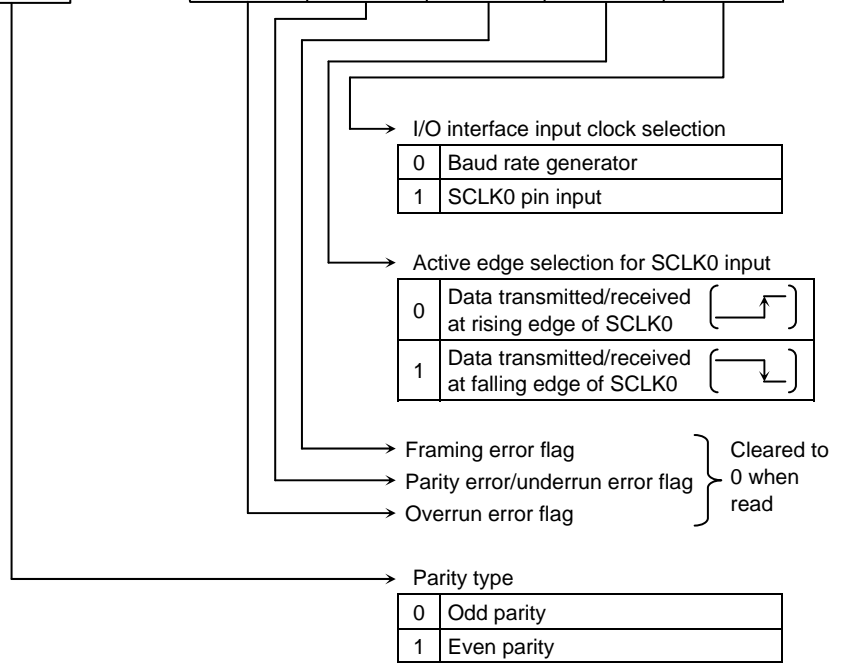 I/O interface input clock selection
0 Baud rate generator
1 SCLK0 pin input
Active edge selection for SCLK0 input
0 Data transmitted/received
at rising edge of SCLK0
1 Data transmitted/received
at falling edge of SCLK0
Framing error flag
Parity error/underrun error flag
Overrun error flag
Cleared to
0 when
read
Parity type
0 Odd parity
1 Even parity